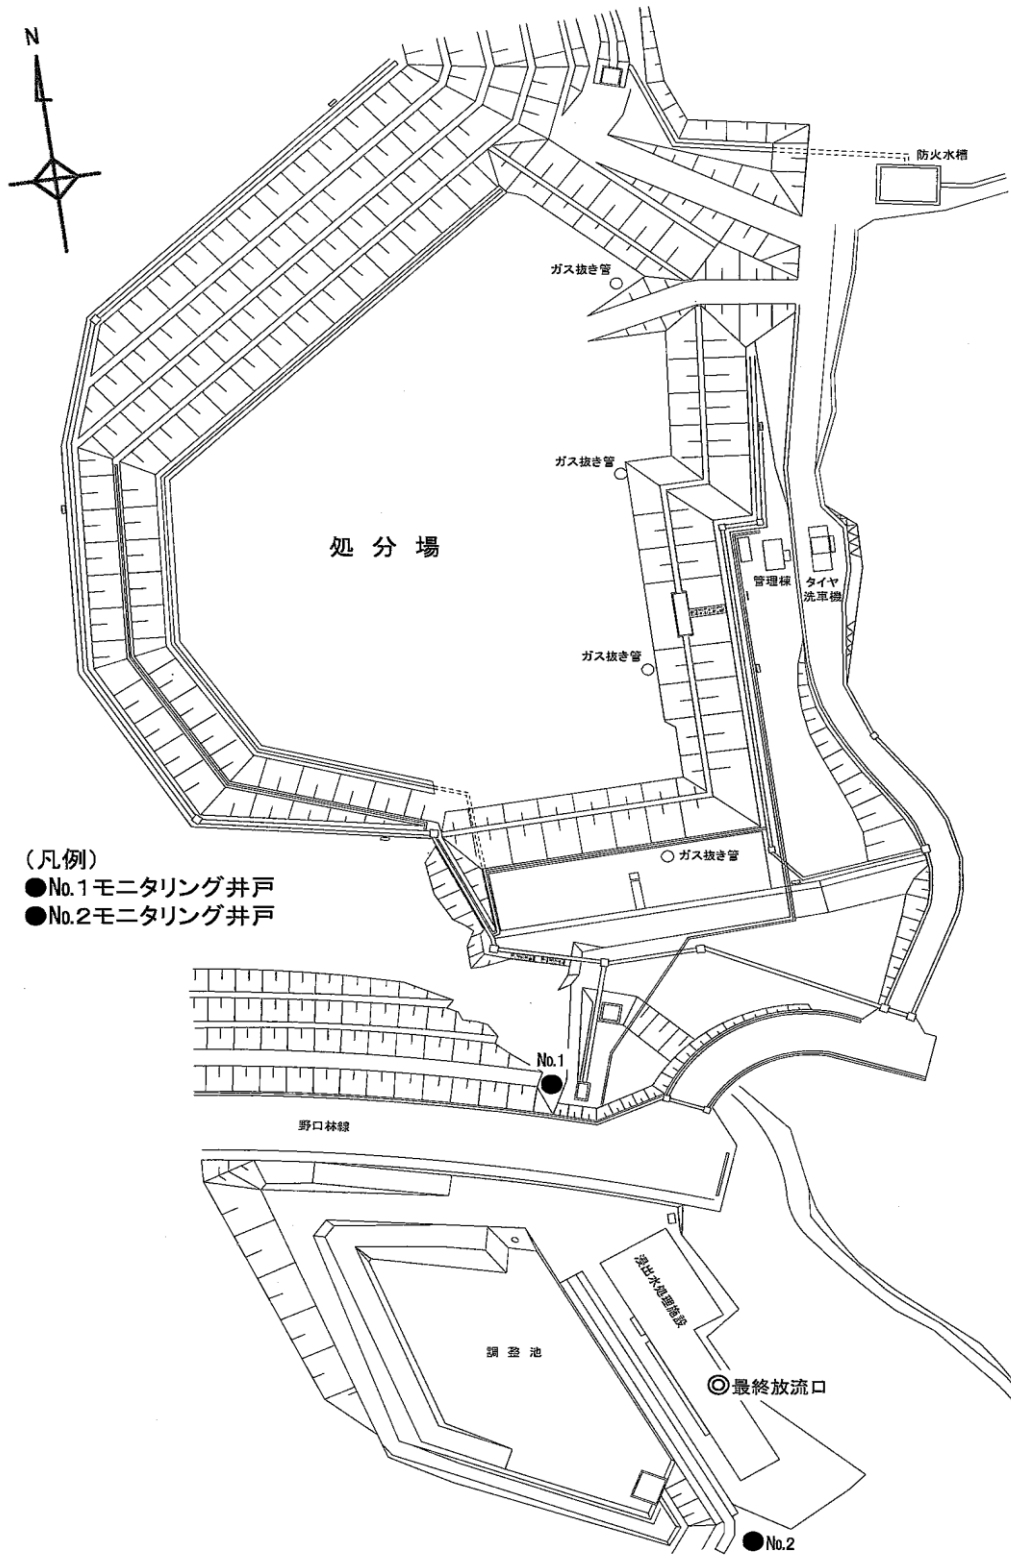 N
防火水槽
ガス抜き管
ガス抜き管
処分場
管理棟
タイヤ
洗車機
ガス抜き管
ガス抜き管
(凡例)
●No.1モニタリング井戸
●No.2モニタリング井戸
No.1
野口林線
浸出水処理施設
調整池
◎最終放流口
●No.2